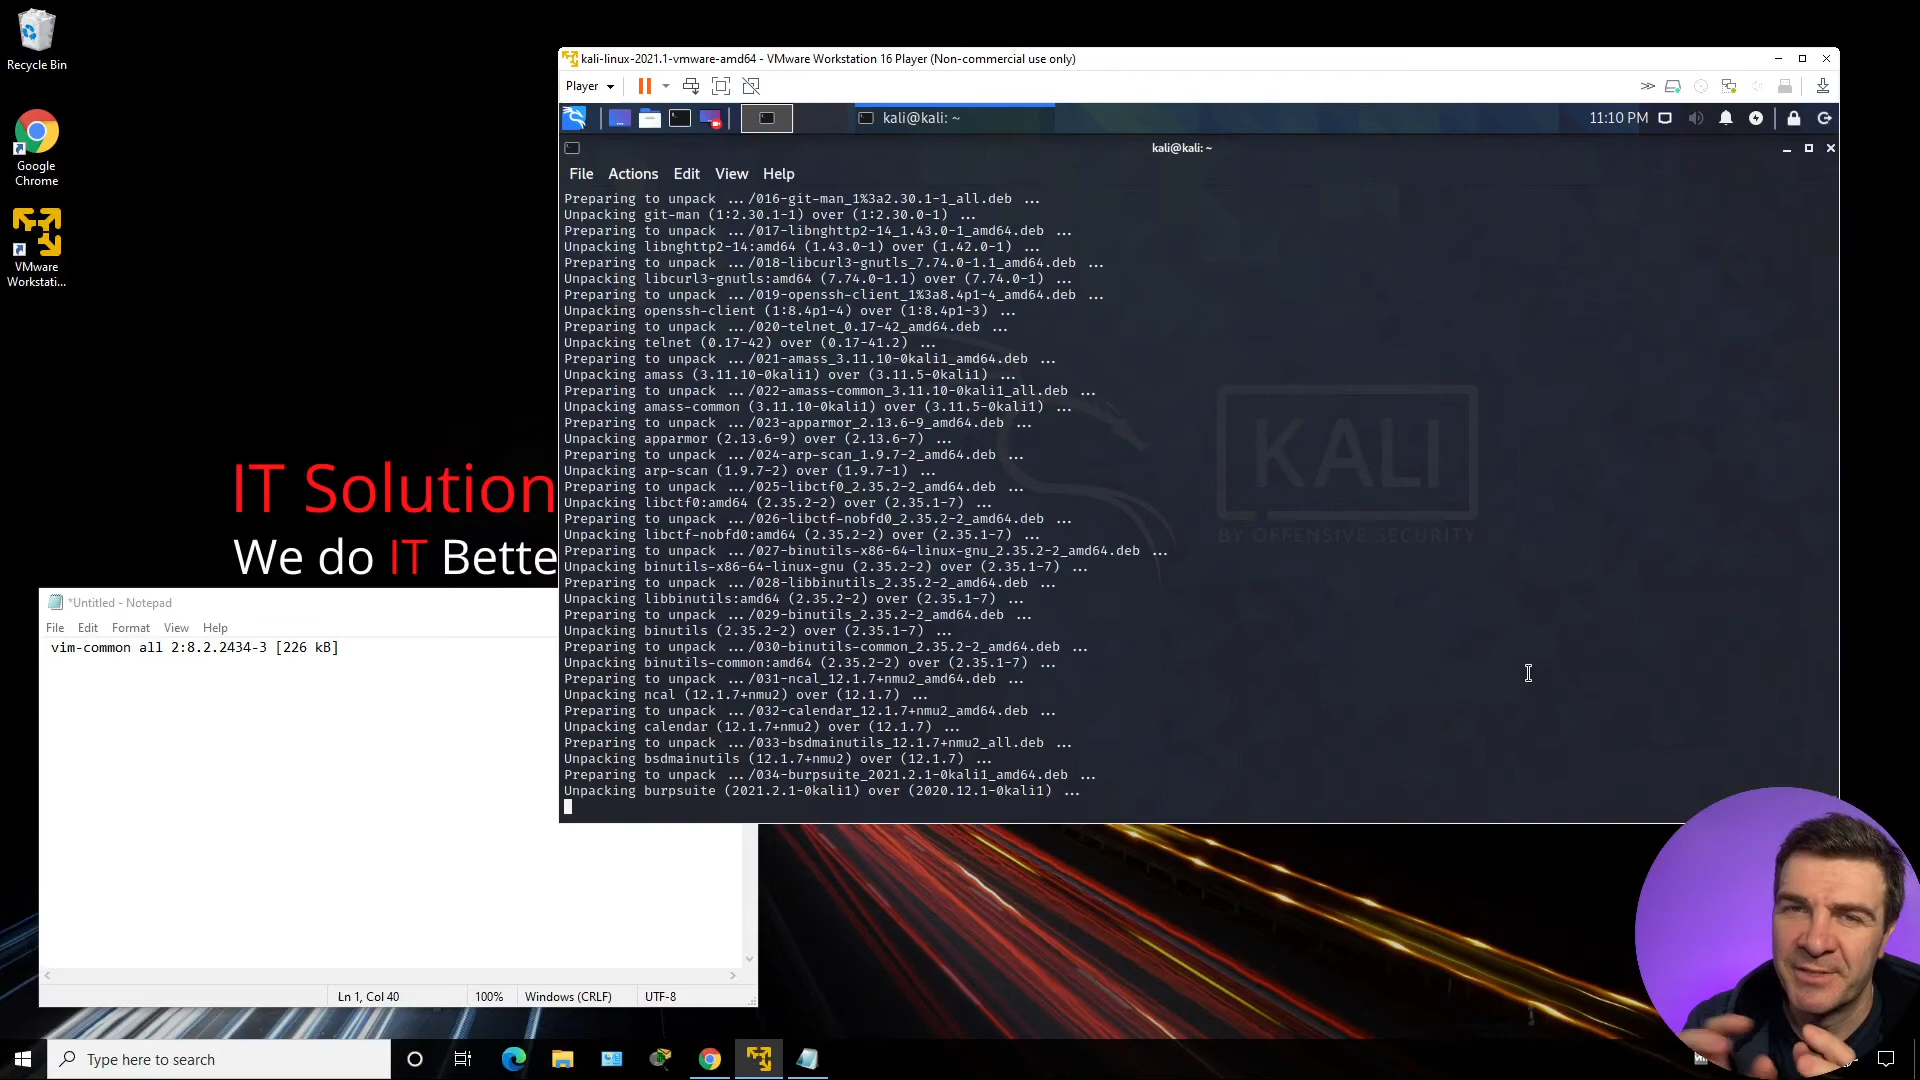 Recycle Bin
Google
Chrome
VMware
Workstati...
IT Solution
We do IT Bette
kali-linux-2021.1-vmware-amd64 - VMware Workstation 16 Player (Non-commercial use only)
Player
kali@kali: ~
11:10 PM
kali@kali: ~
File Actions Edit View Help
Preparing to unpack .../016-git-man_1%3a2.30.1-1_all.deb ...
Unpacking git-man (1:2.30.1-1) over (1:2.30.0-1) ...
Preparing to unpack .../017-libnghttp2-14_1.43.0-1_amd64.deb ...
Unpacking libnghttp2-14:amd64 (1.43.0-1) over (1.42.0-1) ...
Preparing to unpack .../018-libcurl3-gnutls_7.74.0-1.1_amd64.deb ...
Unpacking libcurl3-gnutls:amd64 (7.74.0-1.1) over (7.74.0-1) ...
Preparing to unpack .../019-openssh-client_1%3a8.4p1-4_amd64.deb ...
Unpacking openssh-client (1:8.4p1-4) over (1:8.4p1-3) ...
Preparing to unpack .../020-telnet_0.17-42_amd64.deb ...
Unpacking telnet (0.17-42) over (0.17-41.2) ...
Preparing to unpack .../021-amass_3.11.10-0kali1_amd64.deb ...
Unpacking amass (3.11.10-0kali1) over (3.11.5-0kali1) ...
Preparing to unpack .../022-amass-common_3.11.10-0kali1_all.deb ...
Unpacking amass-common (3.11.10-0kali1) over (3.11.5-0kali1) ...
Preparing to unpack .../023-apparmor_2.13.6-9_amd64.deb ...
Unpacking apparmor (2.13.6-9) over (2.13.6-7) ...
Preparing to unpack .../024-arp-scan_1.9.7-2_amd64.deb ...
Unpacking arp-scan (1.9.7-2) over (1.9.7-1) ...
Preparing to unpack .../025-libctf0_2.35.2-2_amd64.deb ...
Unpacking libctf0:amd64 (2.35.2-2) over (2.35.1-7) ...
Preparing to unpack .../026-libctf-nobfd0_2.35.2-2_amd64.deb ...
Unpacking libctf-nobfd0:amd64 (2.35.2-2) over (2.35.1-7) ...
Preparing to unpack .../027-binutils-x86-64-linux-gnu_2.35.2-2_amd64.deb ...
Unpacking binutils-x86-64-linux-gnu (2.35.2-2) over (2.35.1-7) ...
Preparing to unpack .../028-libbinutils_2.35.2-2_amd64.deb ...
Unpacking libbinutils:amd64 (2.35.2-2) over (2.35.1-7) ...
Preparing to unpack .../029-binutils_2.35.2-2_amd64.deb ...
Unpacking binutils (2.35.2-2) over (2.35.1-7) ...
Preparing to unpack .../030-binutils-common_2.35.2-2_amd64.deb ...
Unpacking binutils-common:amd64 (2.35.2-2) over (2.35.1-7) ...
Preparing to unpack .../031-ncal_12.1.7+nmu2_amd64.deb ...
Unpacking ncal (12.1.7+nmu2) over (12.1.7) ...
Preparing to unpack .../032-calendar_12.1.7+nmu2_amd64.deb ...
Unpacking calendar (12.1.7+nmu2) over (12.1.7) ...
Preparing to unpack .../033-bsdmainutils_12.1.7+nmu2_all.deb ...
Unpacking bsdmainutils (12.1.7+nmu2) over (12.1.7) ...
Preparing to unpack .../034-burpsuite_2021.2.1-0kali1_amd64.deb ...
Unpacking burpsuite (2021.2.1-0kali1) over (2020.12.1-0kali1) ...
KALI
BY OFFENSIVE SECURITY
*Untitled - Notepad
File Edit Format View Help
vim-common all 2:8.2.2434-3 [226 kB]
Ln 1, Col 40 100% Windows (CRLF) UTF-8
Type here to search